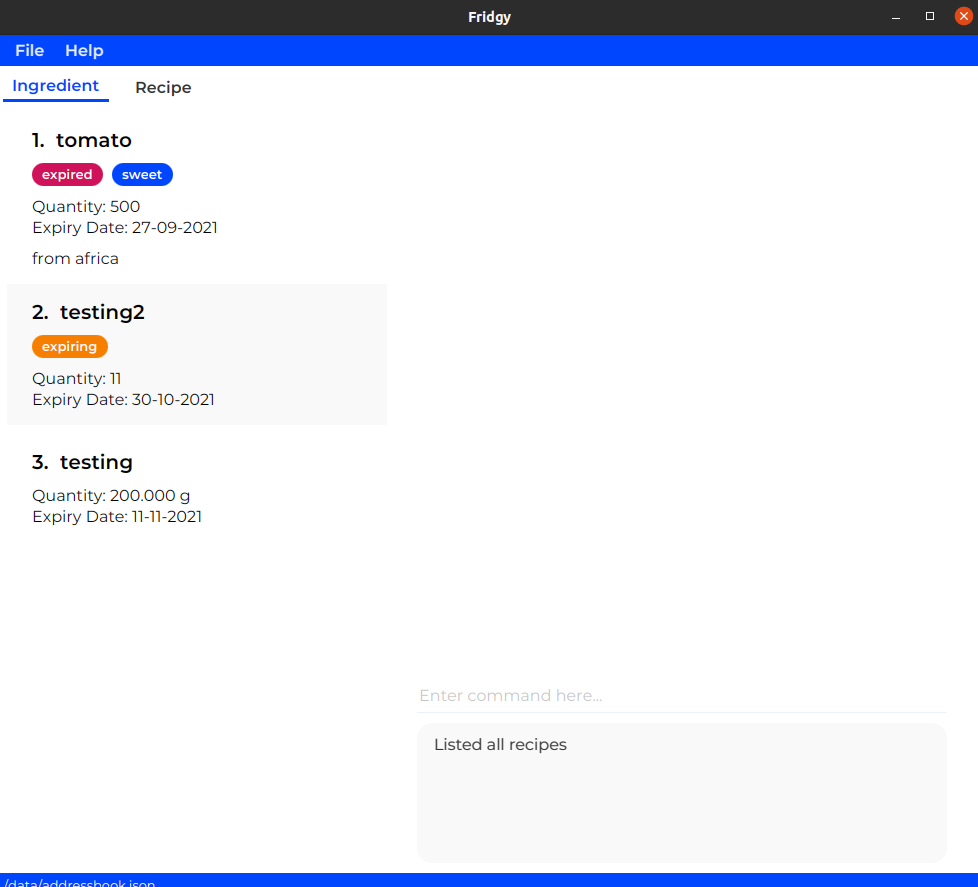 Fridgy
File Help
Ingredient Recipe
1. tomato
expired sweet
Quantity: 500
Expiry Date: 27-09-2021
from africa
2. testing2
expiring
Quantity: 11
Expiry Date: 30-10-2021
3. testing
Quantity: 200.000 g
Expiry Date: 11-11-2021
Enter command here...
Listed all recipes
/data/addressbook.json